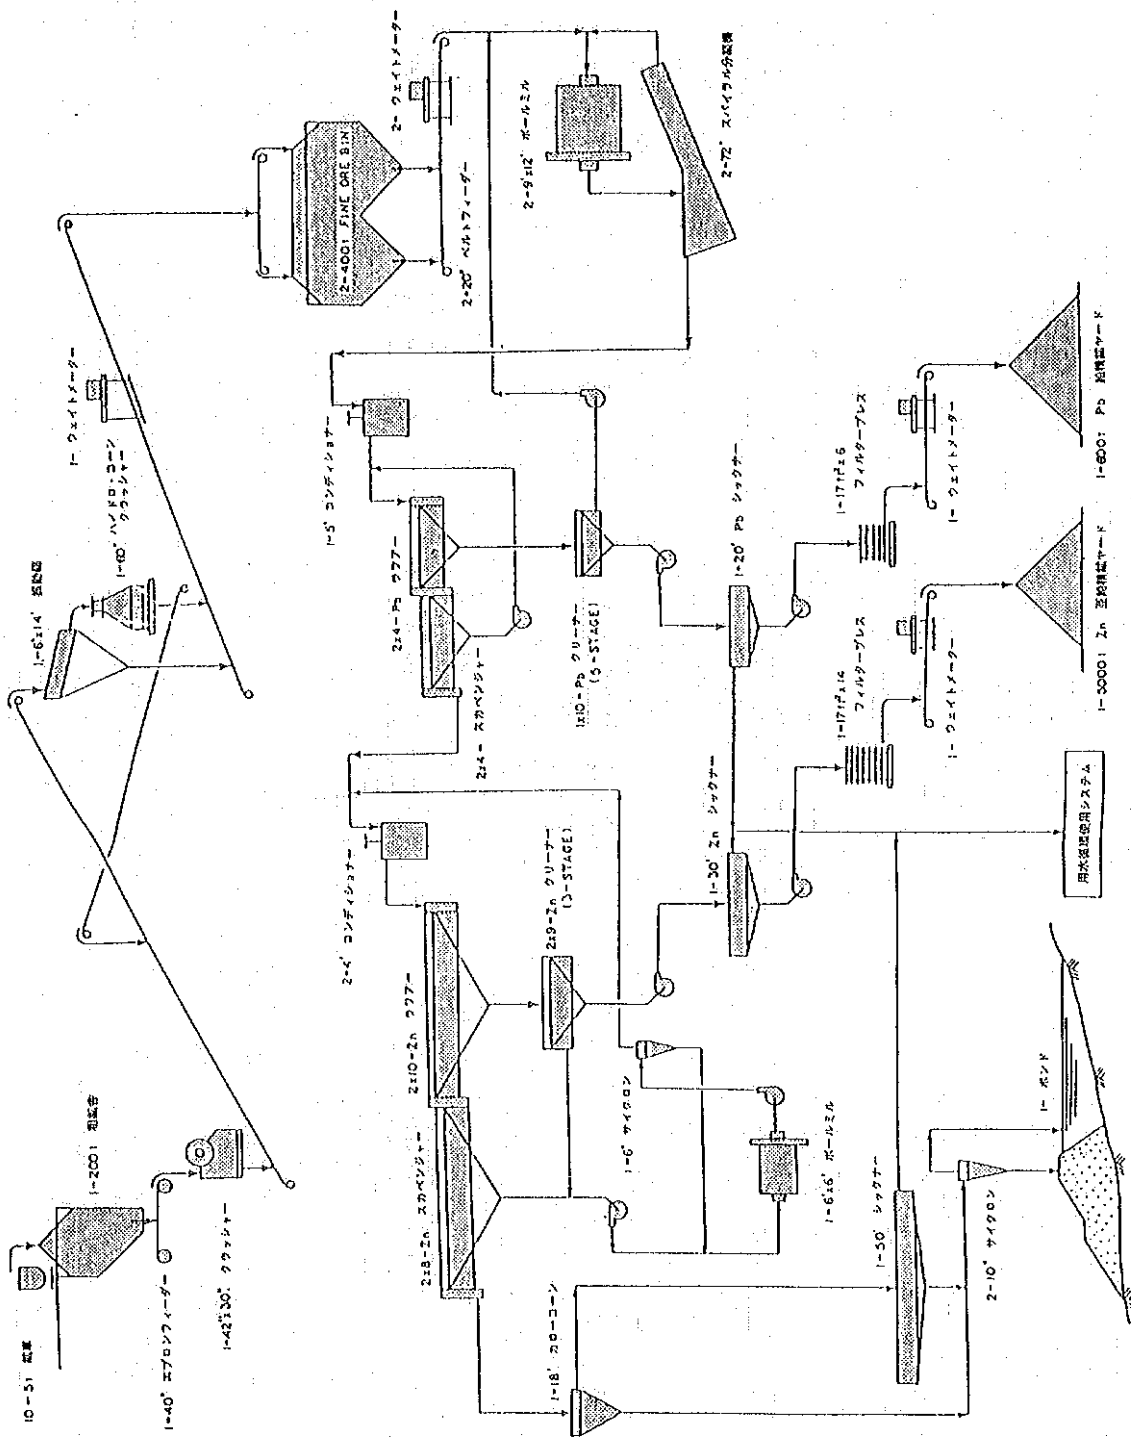 10-5t 鉱車
1-200t 粗鉱舎
1-40" エプロンフィーダー
1-42"x30" クラッシャー
1-6'x14' 振動篩
1-60" ハイドロ・コーン
クラッシャー
1- ウェイトメーター
2-400t FINE ORE BIN
2- ウェイトメーター
2-20" ベルトフィーダー
2-9'x12' ボールミル
2-72" スパイラル分級機
1-5' コンディショナー
2x4-Pb ラフアー
2x4- スカベンジャー
1x10-Pb クリーナー
(5-STAGE)
2-4' コンディショナー
2x10-Zn ラフアー
2x8-Zn スカベンジャー
2x9-Zn クリーナー
(3-STAGE)
1-6" サイクロン
1-6'x6' ボールミル
1-20' Pb シックナー
1-30' Zn シックナー
1-17ft²x6
フィルタープレス
1- ウェイトメーター
1-600t Pb 鉛精鉱ヤード
1-17ft²x14
フィルタープレス
1- ウェイトメーター
1-3000t Zn 亜鉛精鉱ヤード
用水循環使用システム
1-18' カローコーン
1-50' シックナー
2-10" サイクロン
1- ポンド